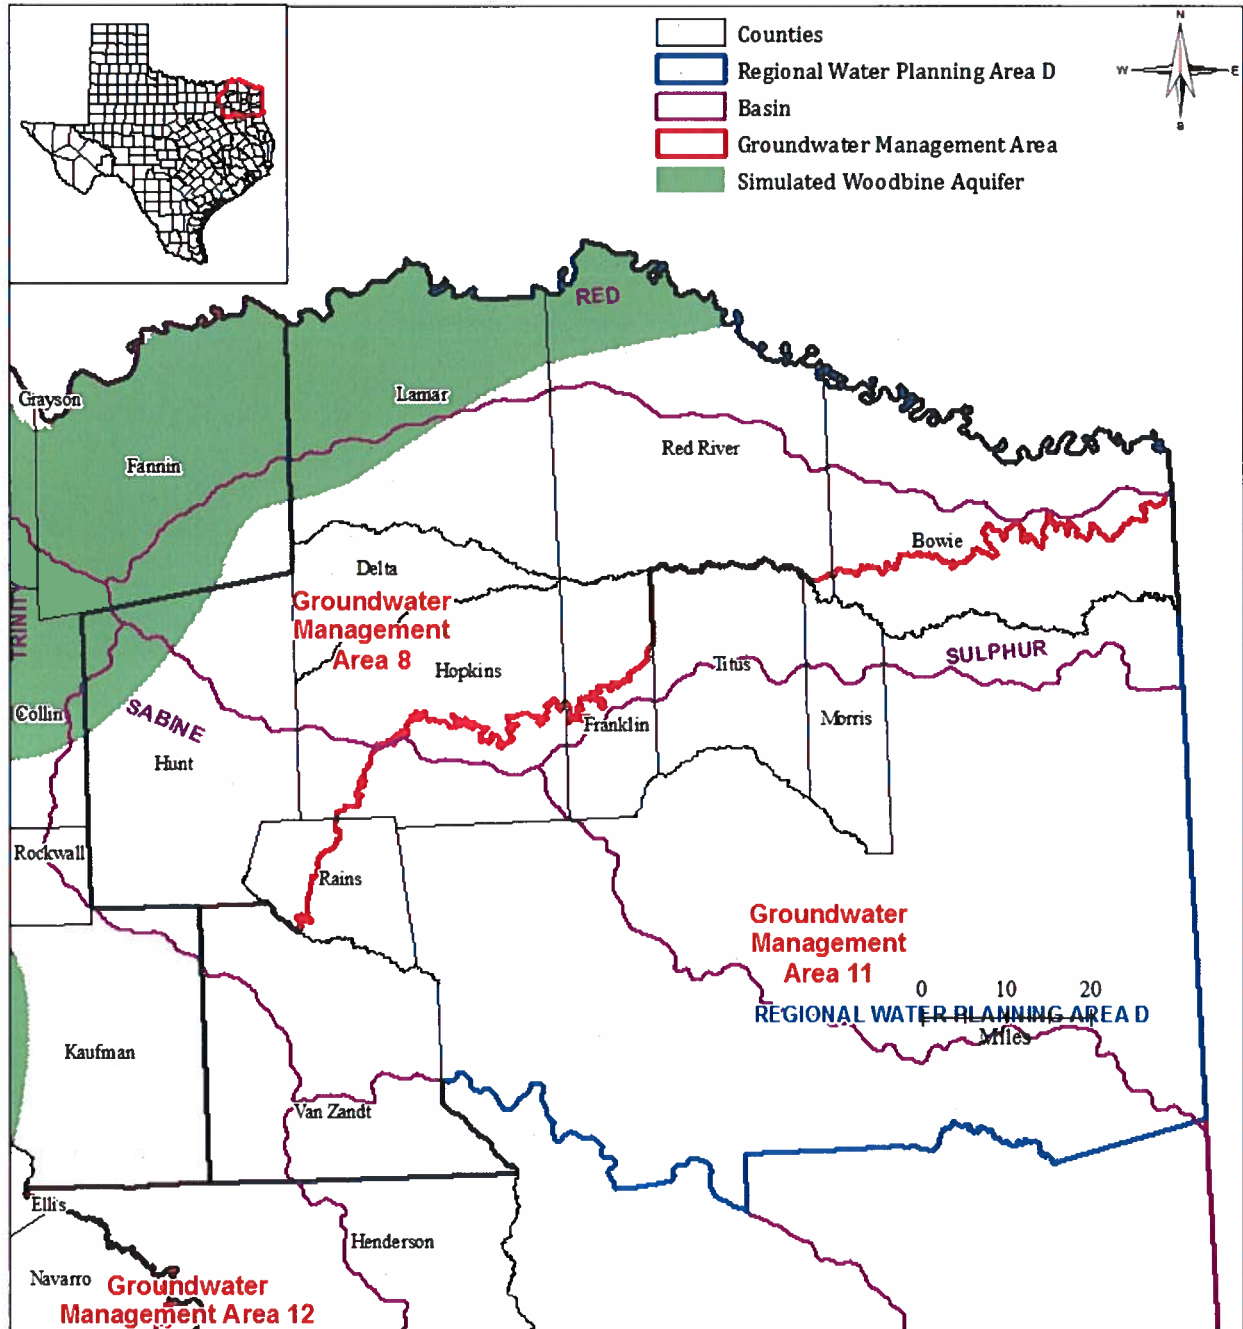 Counties
Regional Water Planning Area D
Basin
Groundwater Management Area
Simulated Woodbine Aquifer
N
W
E
S
RED
Grayson
Lamar
Fannin
Red River
Bowie
Delta
Groundwater
Management
Area 8
TRINITY
Hopkins
Titus
SULPHUR
Collin
SABINE
Franklin
Morris
Hunt
Rockwall
Rains
Groundwater
Management
Area 11
0 10 20
REGIONAL WATER PLANNING AREA D
Miles
Kaufman
Van Zandt
Ellis
Henderson
Navarro
Groundwater
Management Area 12